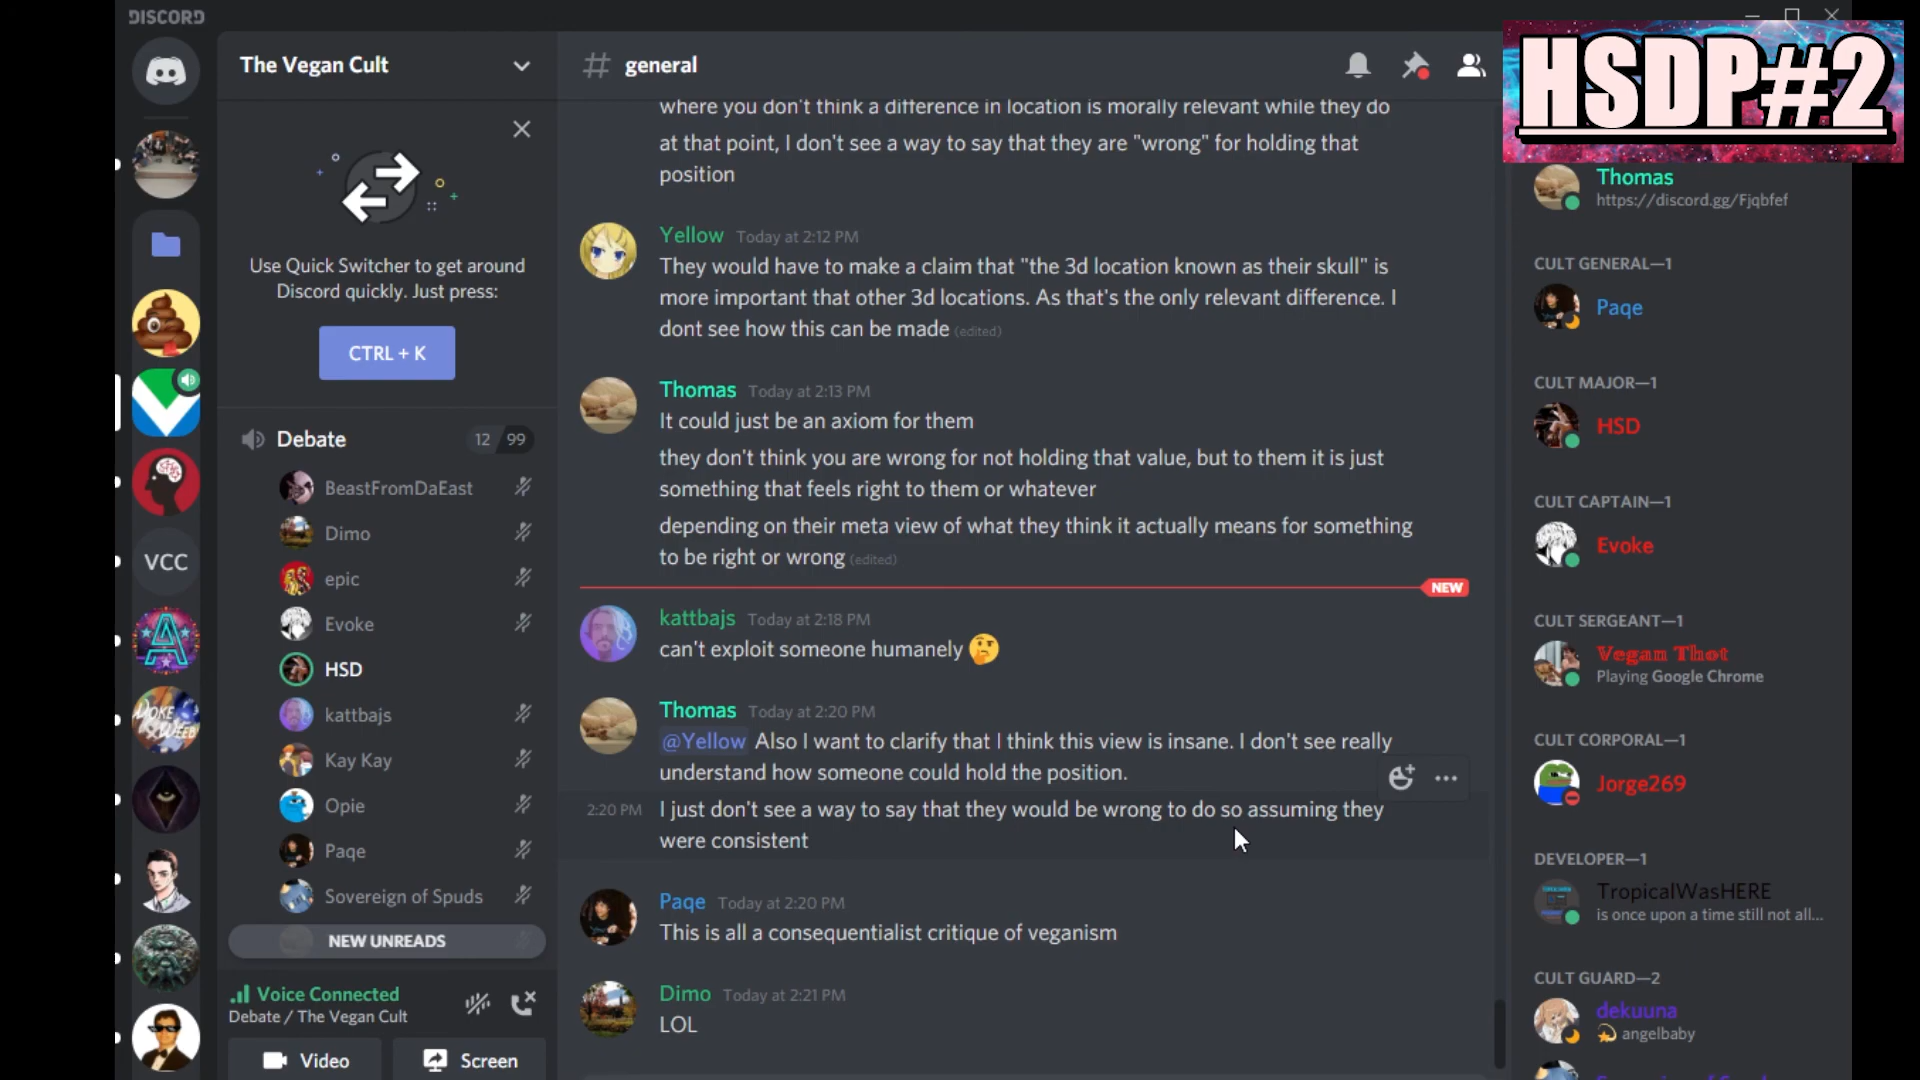 DISCORD
HSDP#2
The Vegan Cult
general
Use Quick Switcher to get around
Discord quickly. Just press:
CTRL + K
VCC
Debate
12 99
BeastFromDaEast
Dimo
epic
Evoke
HSD
kattbajs
Kay Kay
Opie
Paqe
Sovereign of Spuds
NEW UNREADS
Voice Connected
Debate / The Vegan Cult
Video
Screen
where you don't think a difference in location is morally relevant while they do
at that point, I don't see a way to say that they are "wrong" for holding that
position
Yellow Today at 2:12 PM
They would have to make a claim that "the 3d location known as their skull" is
more important that other 3d locations. As that's the only relevant difference. I
dont see how this can be made (edited)
Thomas Today at 2:13 PM
It could just be an axiom for them
they don't think you are wrong for not holding that value, but to them it is just
something that feels right to them or whatever
depending on their meta view of what they think it actually means for something
to be right or wrong (edited)
NEW
kattbajs Today at 2:18 PM
can't exploit someone humanely 🤔
Thomas Today at 2:20 PM
@Yellow Also I want to clarify that I think this view is insane. I don't see really
understand how someone could hold the position.
2:20 PM I just don't see a way to say that they would be wrong to do so assuming they
were consistent
Paqe Today at 2:20 PM
This is all a consequentialist critique of veganism
Dimo Today at 2:21 PM
LOL
Thomas
https://discord.gg/Fjqbfef
CULT GENERAL—1
Paqe
CULT MAJOR—1
HSD
CULT CAPTAIN—1
Evoke
CULT SERGEANT—1
Vegan Thot
Playing Google Chrome
CULT CORPORAL—1
Jorge269
DEVELOPER—1
TropicalWasHERE
is once upon a time still not all...
CULT GUARD—2
dekuuna
angelbaby